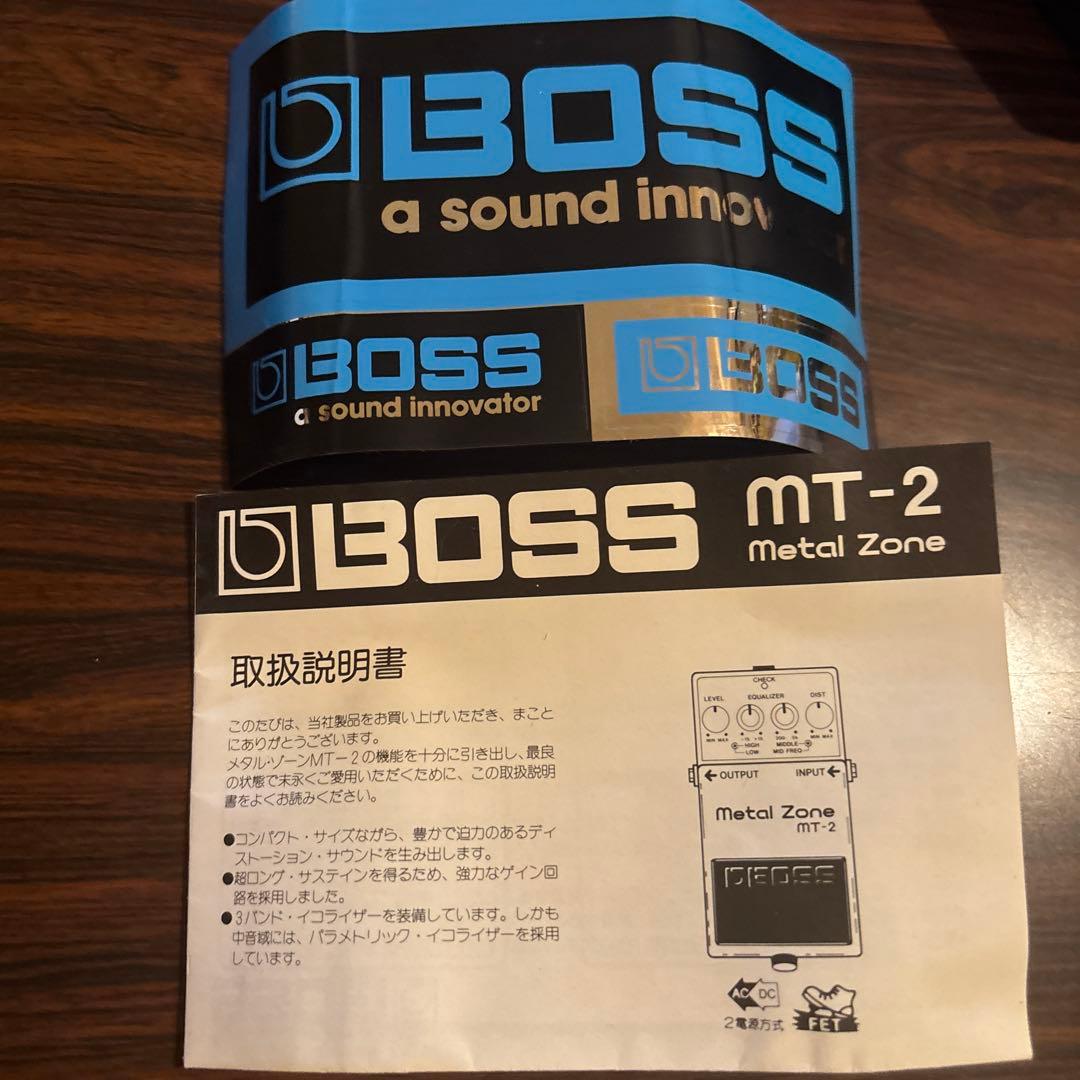 BOSS
a sound innov
BOSS
a sound innovator
BOSS
BOSS
MT-2
Metal Zone
取扱説明書
このたびは、当社製品をお買い上げいただき、まこと
にありがとうございます。
メタル・ゾーンMT-2の機能を十分に引き出し、最良
の状態で末永くご愛用いただくために、この取扱説明
書をよくお読みください。
●コンパクト・サイズながら、豊かで迫力のあるディ
ストーション・サウンドを生み出します。
●超ロング・サステインを得るため、強力なゲイン回
路を採用しました。
●3バンド・イコライザーを装備しています。しかも
中音域には、パラメトリック・イコライザーを採用
しています。
CHECK
LEVEL EQUALIZER DIST
MIN MAX -15 +15 200 5k MIN MAX
HIGH MIDDLE
LOW MID FREQ
OUTPUT INPUT
Metal Zone
MT-2
BOSS
AC DC
2電源方式
FET